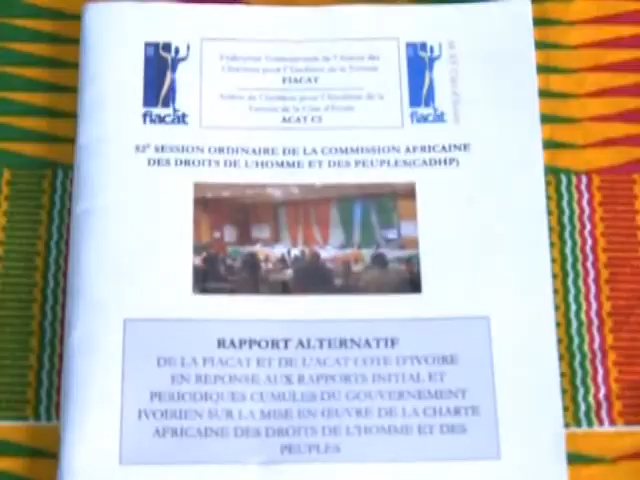 fiacat
Fédération Internationale de l'Action des
Chrétiens pour l'Abolition de la Torture
FIACAT
Action de Chrétiens pour l'Abolition de la
Torture de la Côte d'Ivoire
ACAT CI
fiacat
52e SESSION ORDINAIRE DE LA COMMISSION AFRICAINE
DES DROITS DE L'HOMME ET DES PEUPLES(CADHP)
RAPPORT ALTERNATIF
DE LA FIACAT ET DE L'ACAT COTE D'IVOIRE
EN REPONSE AUX RAPPORTS INITIAL ET
PERIODIQUES CUMULES DU GOUVERNEMENT
IVOIRIEN SUR LA MISE EN ŒUVRE DE LA CHARTE
AFRICAINE DES DROITS DE L'HOMME ET DES
PEUPLES